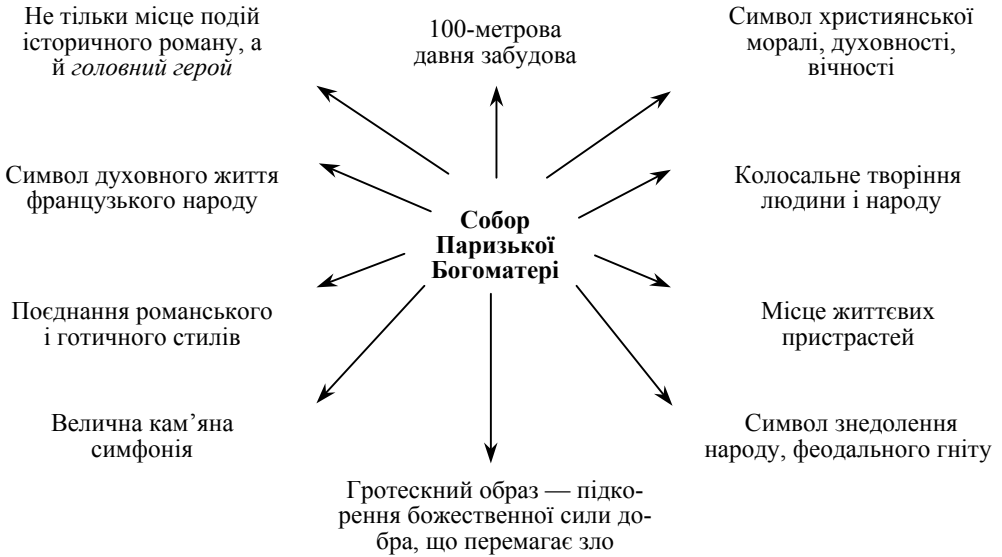 Не тільки місце подій
історичного роману, а
й головний герой
100-метрова
давня забудова
Символ християнської
моралі, духовності,
вічності
Символ духовного життя
французького народу
Колосальне творіння
людини і народу
Собор
Паризької
Богоматері
Поєднання романського
і готичного стилів
Місце життєвих
пристрастей
Велична кам’яна
симфонія
Символ знедолення
народу, феодального гніту
Гротескний образ — підко-
рення божественної сили до-
бра, що перемагає зло